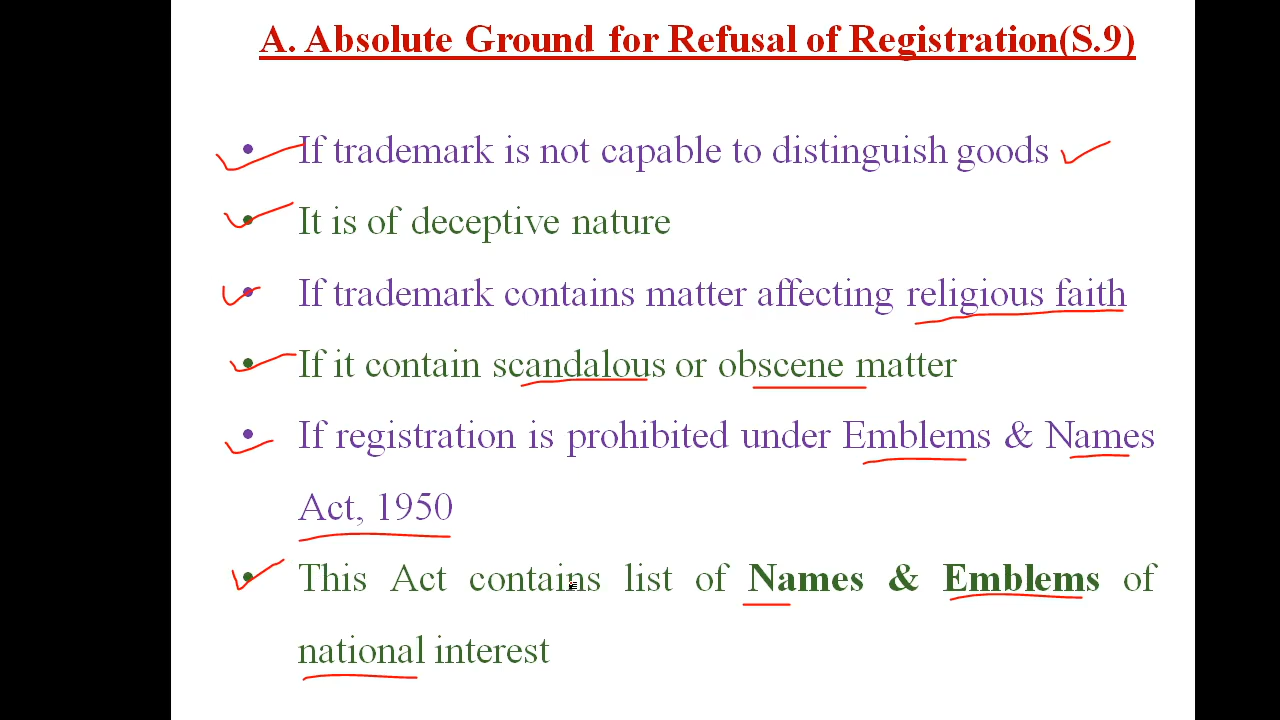 A. Absolute Ground for Refusal of Registration(S.9)
• If trademark is not capable to distinguish goods
• It is of deceptive nature
• If trademark contains matter affecting religious faith
• If it contain scandalous or obscene matter
• If registration is prohibited under Emblems & Names
Act, 1950
• This Act contains list of Names & Emblems of
national interest